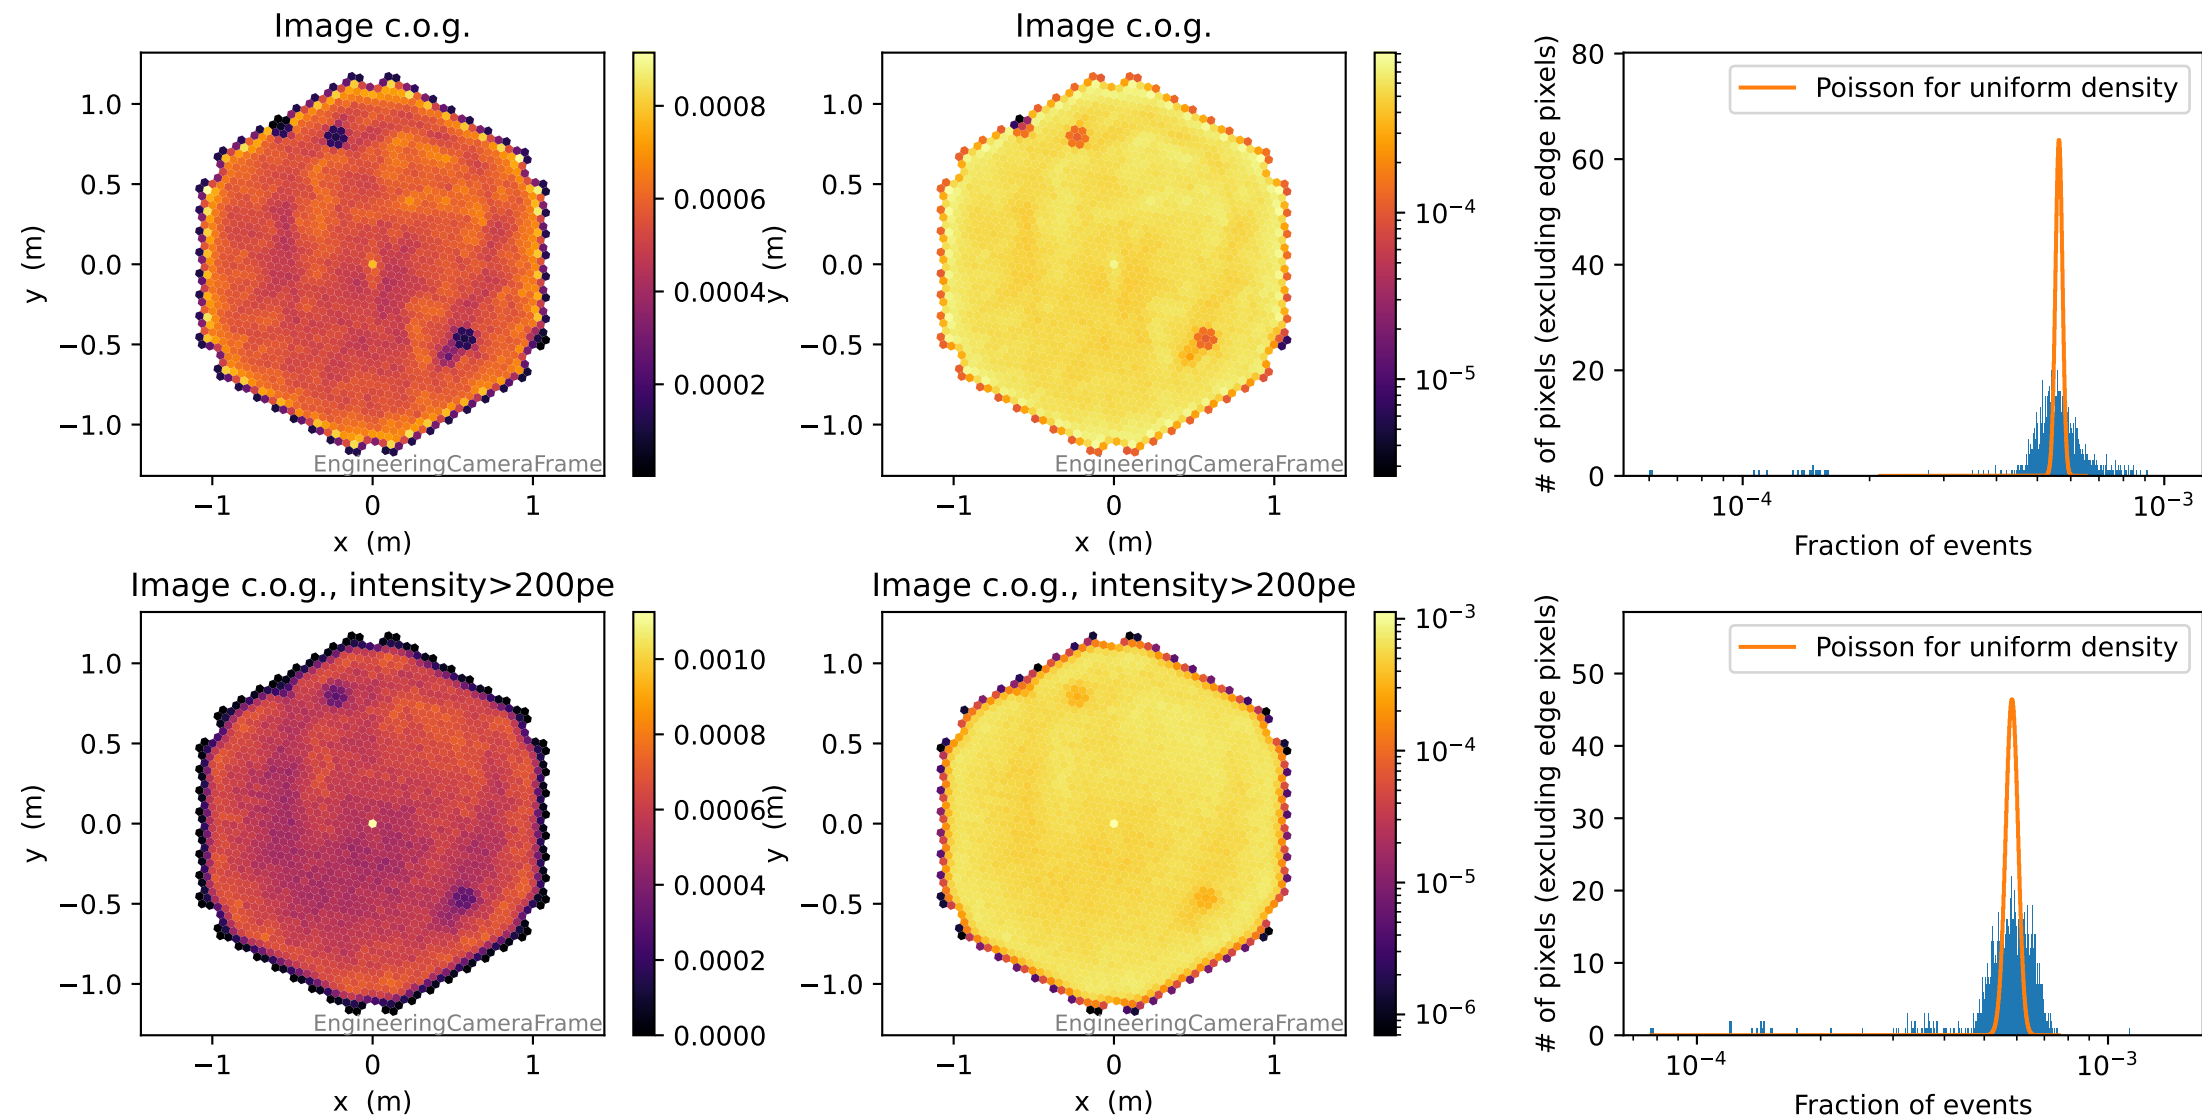 Image c.o.g.
1.0
0.5
0.0
−0.5
−1.0
y (m)
−1
0
1
x (m)
EngineeringCameraFrame
0.0008
0.0006
0.0004
0.0002
Image c.o.g.
1.0
0.5
0.0
−0.5
−1.0
y (m)
−1
0
1
x (m)
EngineeringCameraFrame
10⁻⁴
10⁻⁵
80
60
40
20
0
# of pixels (excluding edge pixels)
Poisson for uniform density
10⁻⁴
10⁻³
Fraction of events
Image c.o.g., intensity>200pe
1.0
0.5
0.0
−0.5
−1.0
y (m)
−1
0
1
x (m)
EngineeringCameraFrame
0.0010
0.0008
0.0006
0.0004
0.0002
0.0000
Image c.o.g., intensity>200pe
1.0
0.5
0.0
−0.5
−1.0
y (m)
−1
0
1
x (m)
EngineeringCameraFrame
10⁻³
10⁻⁴
10⁻⁵
10⁻⁶
50
40
30
20
10
0
# of pixels (excluding edge pixels)
Poisson for uniform density
10⁻⁴
10⁻³
Fraction of events